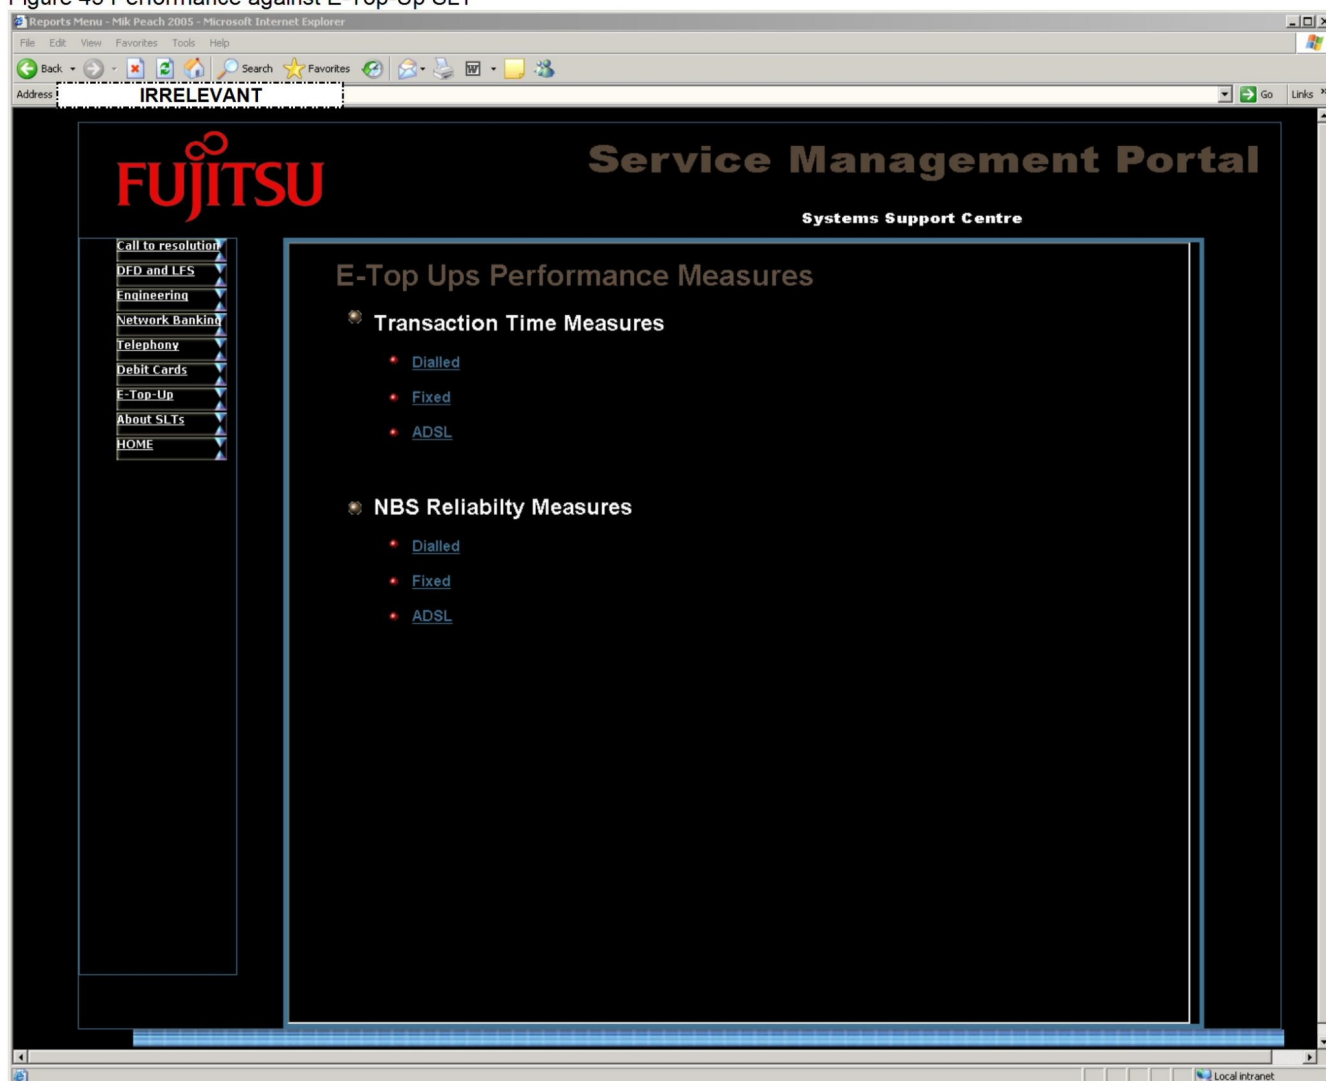 Figure 45 Performance against E-Top-Up SLT
Reports Menu - Mik Peach 2005 - Microsoft Internet Explorer
File Edit View Favorites Tools Help
Back Search Favorites
Address IRRELEVANT Go Links
FUJITSU
Service Management Portal
Systems Support Centre
Call to resolution
DFD and LFS
Engineering
Network Banking
Telephony
Debit Cards
E-Top-Up
About SLTs
HOME
E-Top Ups Performance Measures
Transaction Time Measures
Dialled
Fixed
ADSL
NBS Reliabilty Measures
Dialled
Fixed
ADSL
Local intranet